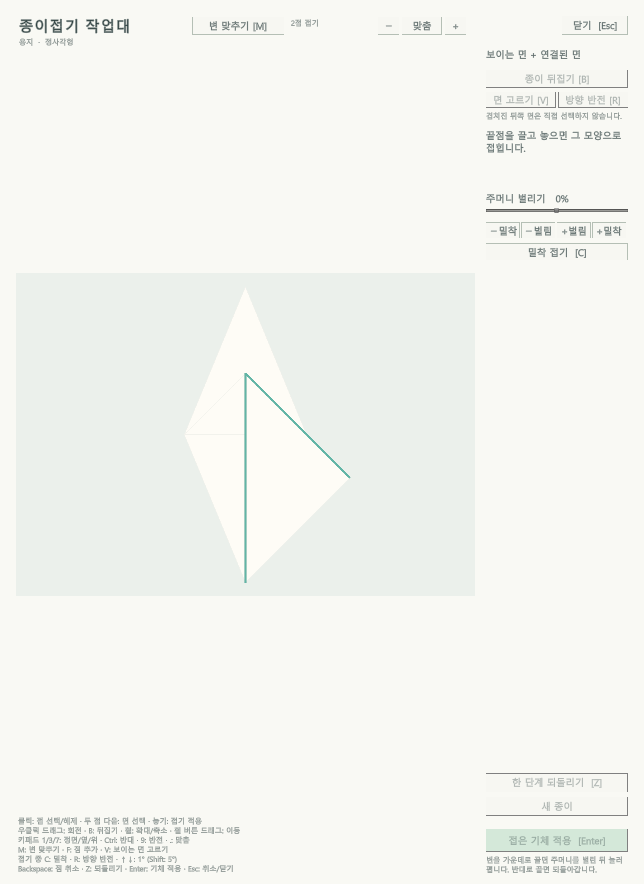 종이접기 작업대
용지 · 정사각형
변 맞추기 [M]
2점 접기
−
맞춤
+
닫기 [Esc]
보이는 면 + 연결된 면
종이 뒤집기 [B]
면 고르기 [V]
방향 반전 [R]
겹쳐진 뒤쪽 면은 직접 선택하지 않습니다.
끝점을 끌고 놓으면 그 모양으로
접힙니다.
주머니 벌리기 0%
−밀착
−벌림
+벌림
+밀착
밀착 접기 [C]
한 단계 되돌리기 [Z]
새 종이
접은 기체 적용 [Enter]
변을 가운데로 끌면 주머니를 벌린 뒤 눌러
폅니다. 반대로 끌면 되돌아갑니다.
클릭: 점 선택/해제 · 두 점 다음: 면 선택 · 놓기: 접기 적용
우클릭 드래그: 회전 · B: 뒤집기 · 휠: 확대/축소 · 휠 버튼 드래그: 이동
키패드 1/3/7: 정면/옆/위 · Ctrl: 반대 · 9: 반전 · .: 맞춤
M: 변 맞추기 · F: 점 추가 · V: 보이는 면 고르기
접기 중 C: 밀착 · R: 방향 반전 · ↑ ↓: 1° (Shift: 5°)
Backspace: 점 취소 · Z: 되돌리기 · Enter: 기체 적용 · Esc: 취소/닫기